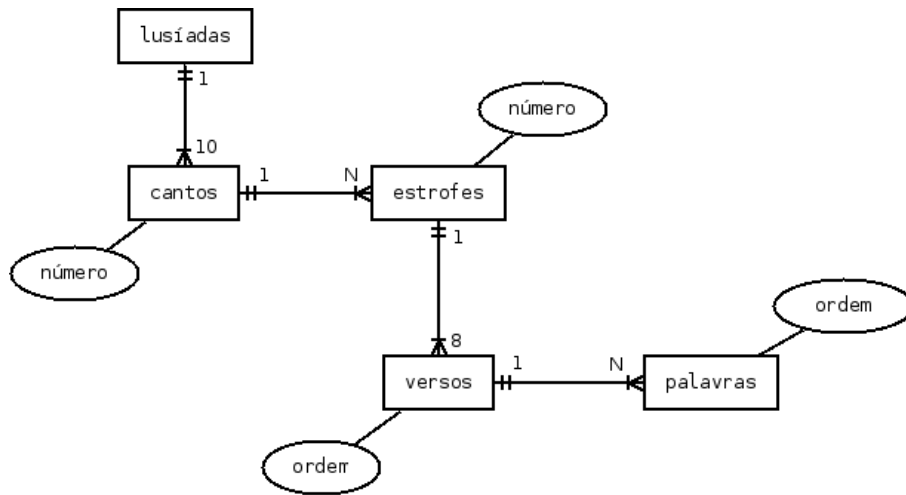 lusíadas
1
número
10
cantos
1
N
estrofes
número
1
8
versos
1
N
palavras
ordem
ordem